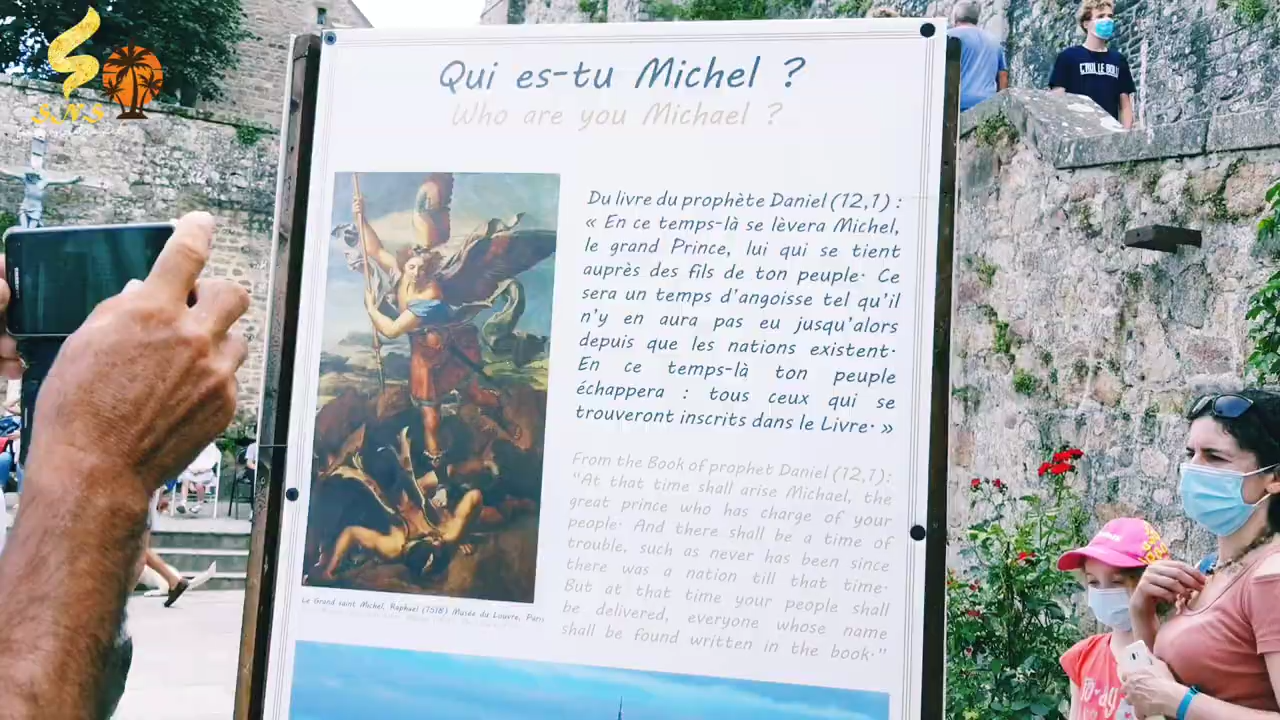 S.N.S
Qui es-tu Michel ?
Who are you Michael ?
Du livre du prophète Daniel (12,1) :
« En ce temps-là se lèvera Michel,
le grand Prince, lui qui se tient
auprès des fils de ton peuple. Ce
sera un temps d'angoisse tel qu'il
n'y en aura pas eu jusqu'alors
depuis que les nations existent.
En ce temps-là ton peuple
échappera : tous ceux qui se
trouveront inscrits dans le Livre. »
From the Book of prophet Daniel (12,1):
"At that time shall arise Michael, the
great prince who has charge of your
people. And there shall be a time of
trouble, such as never has been since
there was a nation till that time.
But at that time your people shall
be delivered, everyone whose name
shall be found written in the book."
Le Grand saint Michel, Raphael (1518) Musée du Louvre, Paris